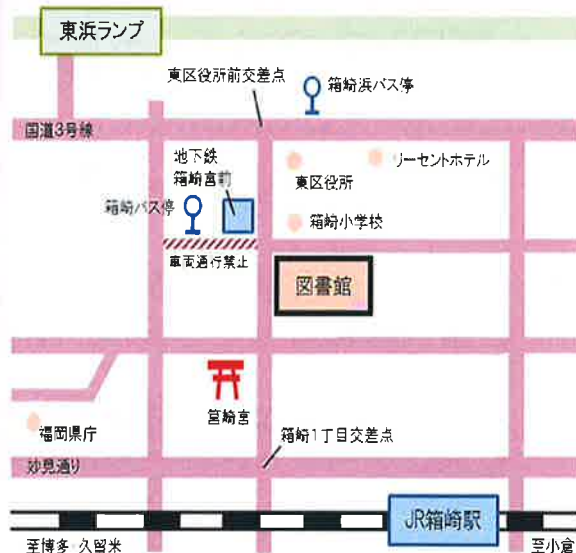 東浜ランプ
東区役所前交差点
箱崎浜バス停
国道3号線
地下鉄
箱崎宮前
リーセントホテル
東区役所
箱崎バス停
箱崎小学校
車両通行禁止
図書館
筥崎宮
福岡県庁
箱崎1丁目交差点
妙見通り
JR箱崎駅
至博多・久留米
至小倉